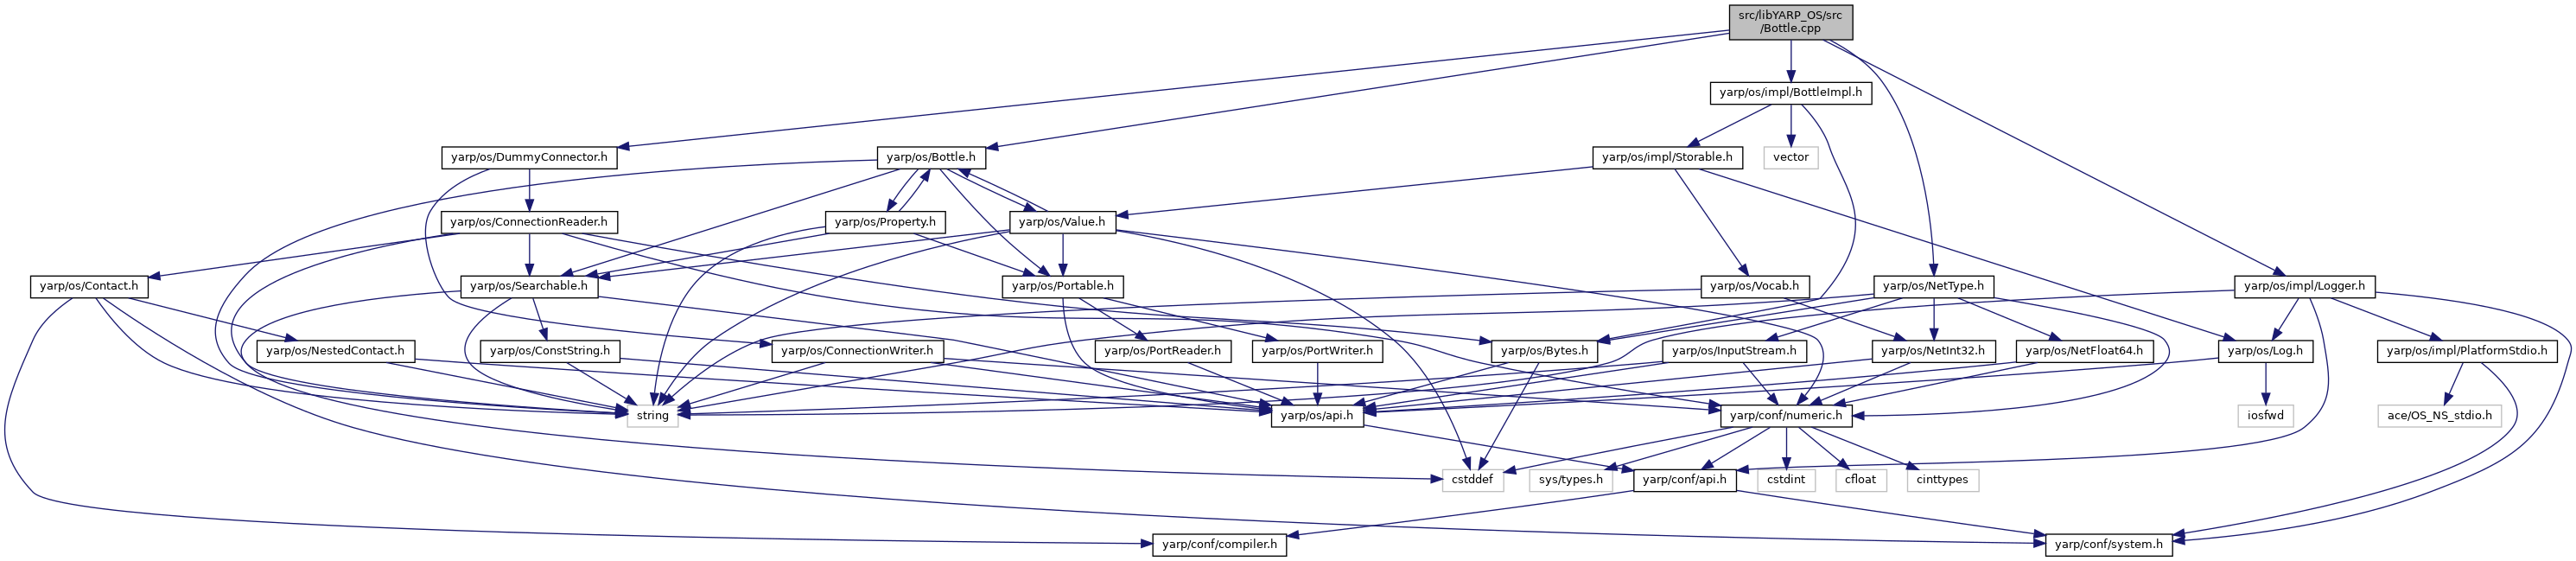 src/libYARP_OS/src
/Bottle.cpp
yarp/os/impl/BottleImpl.h
yarp/os/DummyConnector.h
yarp/os/Bottle.h
yarp/os/impl/Storable.h
vector
yarp/os/ConnectionReader.h
yarp/os/Property.h
yarp/os/Value.h
yarp/os/Contact.h
yarp/os/Searchable.h
yarp/os/Portable.h
yarp/os/Vocab.h
yarp/os/NetType.h
yarp/os/impl/Logger.h
yarp/os/NestedContact.h
yarp/os/ConstString.h
yarp/os/ConnectionWriter.h
yarp/os/PortReader.h
yarp/os/PortWriter.h
yarp/os/Bytes.h
yarp/os/InputStream.h
yarp/os/NetInt32.h
yarp/os/NetFloat64.h
yarp/os/Log.h
yarp/os/impl/PlatformStdio.h
string
yarp/os/api.h
yarp/conf/numeric.h
iosfwd
ace/OS_NS_stdio.h
cstddef
sys/types.h
yarp/conf/api.h
cstdint
cfloat
cinttypes
yarp/conf/compiler.h
yarp/conf/system.h